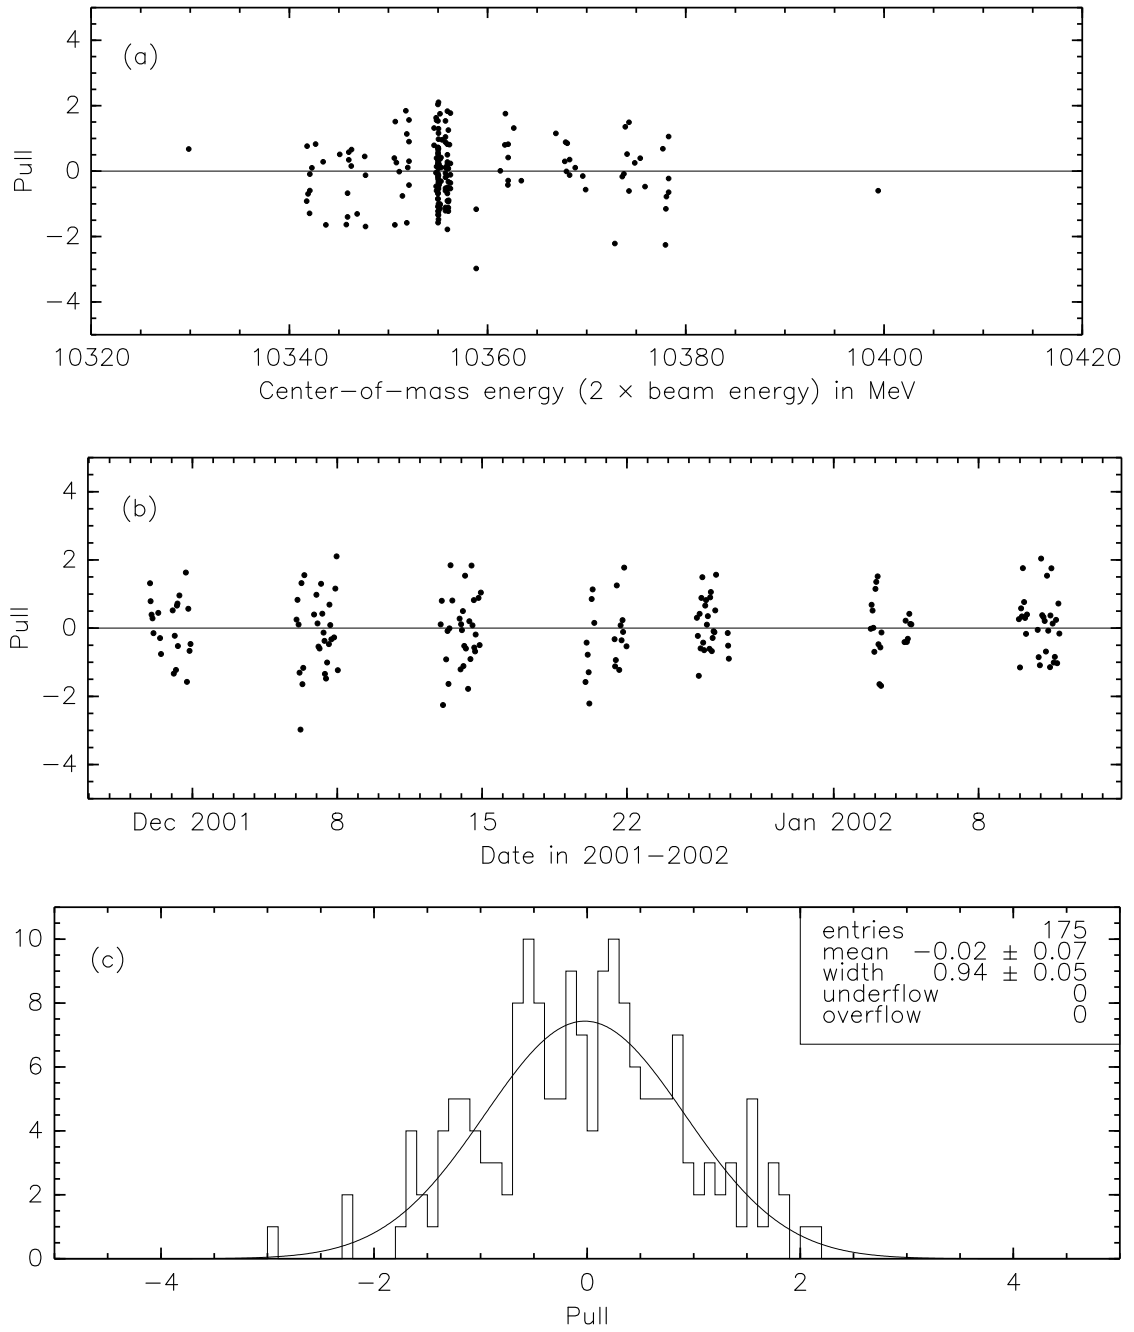 4
(a)
2
Pull
0
−2
−4
10320 10340 10360 10380 10400 10420
Center−of−mass energy (2 × beam energy) in MeV
4
(b)
2
Pull
0
−2
−4
Dec 2001 8 15 22 Jan 2002 8
Date in 2001−2002
entries 175
10
(c)
mean −0.02 ± 0.07
width 0.94 ± 0.05
underflow 0
overflow 0
8
6
4
2
0
−4 −2 0 2 4
Pull